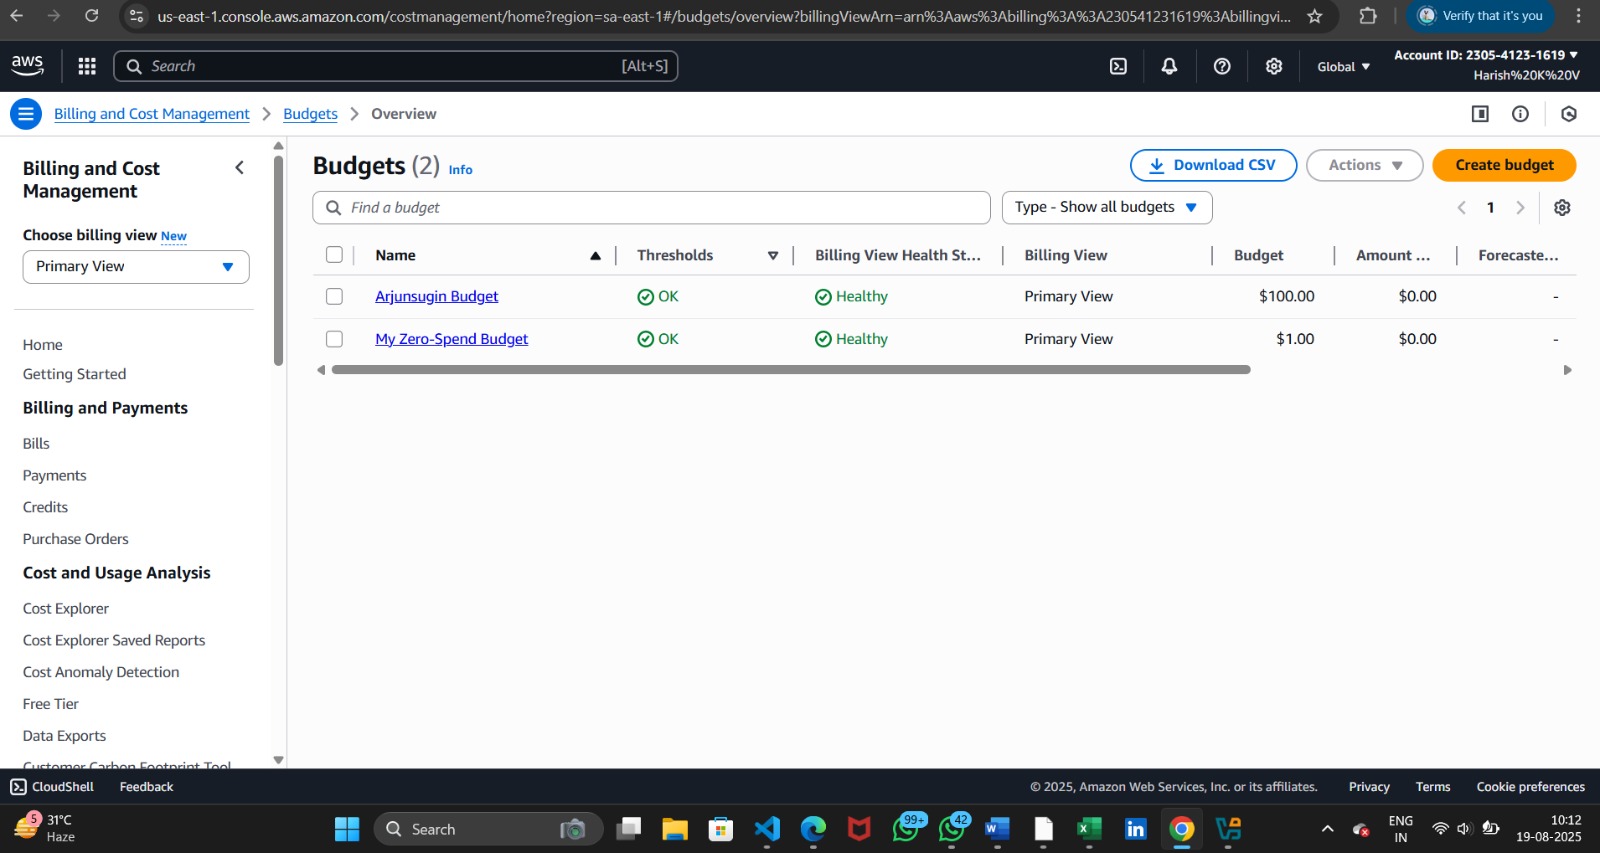 us-east-1.console.aws.amazon.com/costmanagement/home?region=sa-east-1#/budgets/overview?billingViewArn=arn%3Aaws%3Abilling%3A%3A230541231619%3Abillingvi...
Verify that it's you
aws
Search
[Alt+S]
Global
Account ID: 2305-4123-1619
Harish%20K%20V
Billing and Cost Management
Budgets
Overview
Billing and Cost Management
Choose billing view New
Primary View
Home
Getting Started
Billing and Payments
Bills
Payments
Credits
Purchase Orders
Cost and Usage Analysis
Cost Explorer
Cost Explorer Saved Reports
Cost Anomaly Detection
Free Tier
Data Exports
Customer Carbon Footprint Tool
Budgets (2) Info
Download CSV
Actions
Create budget
Find a budget
Type - Show all budgets
1
Name Thresholds Billing View Health St... Billing View Budget Amount ... Forecaste...
Arjunsugin Budget OK Healthy Primary View $100.00 $0.00 -
My Zero-Spend Budget OK Healthy Primary View $1.00 $0.00 -
CloudShell
Feedback
© 2025, Amazon Web Services, Inc. or its affiliates.
Privacy
Terms
Cookie preferences
5
31°C
Haze
Search
99+
42
ENG
IN
10:12
19-08-2025